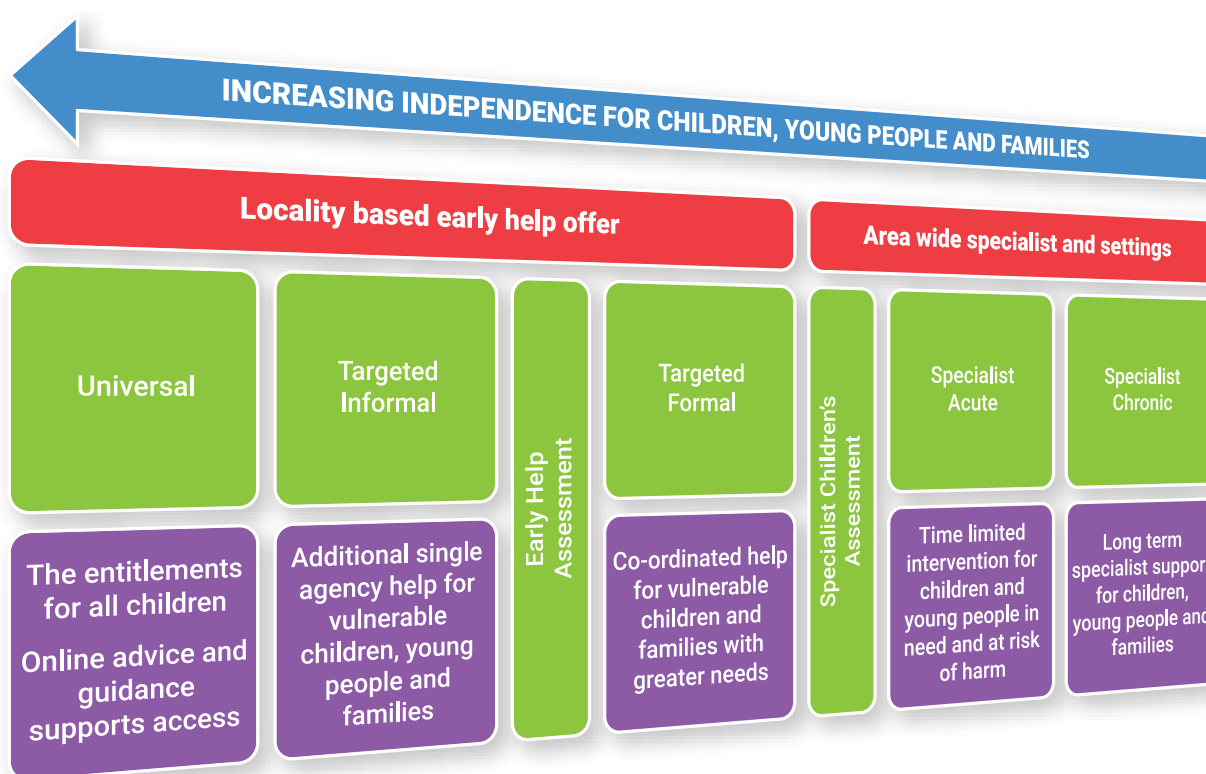 INCREASING INDEPENDENCE FOR CHILDREN, YOUNG PEOPLE AND FAMILIES
Locality based early help offer
Area wide specialist and settings
Universal
Targeted
Informal
Early Help
Assessment
Targeted
Formal
Specialist Children's
Assessment
Specialist
Acute
Specialist
Chronic
The entitlements
for all children
Online advice and
guidance
supports access
Additional single
agency help for
vulnerable
children, young
people and
families
Co-ordinated help
for vulnerable
children and
families with
greater needs
Time limited
intervention for
children and
young people in
need and at risk
of harm
Long term
specialist support
for children,
young people and
families